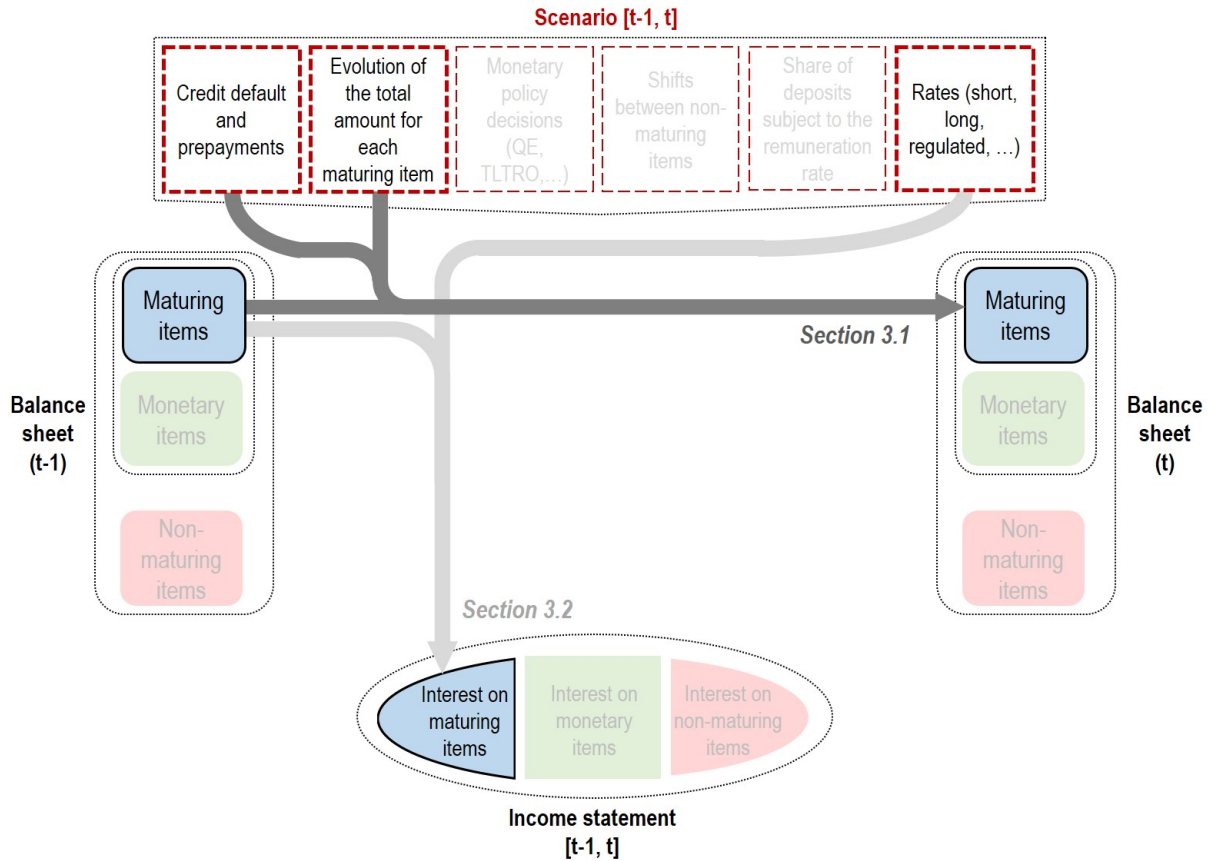 Scenario [t-1, t]
Credit default
and
prepayments
Evolution of
the total
amount for
each
maturing item
Monetary
policy
decisions
(QE,
TLTRO,…)
Shifts
between non-
maturing
items
Share of
deposits
subject to the
remuneration
rate
Rates (short,
long,
regulated, …)
Balance
sheet
(t-1)
Maturing
items
Monetary
items
Non-
maturing
items
Section 3.1
Section 3.2
Maturing
items
Monetary
items
Non-
maturing
items
Balance
sheet
(t)
Interest on
maturing
items
Interest on
monetary
items
Interest on
non-maturing
items
Income statement
[t-1, t]